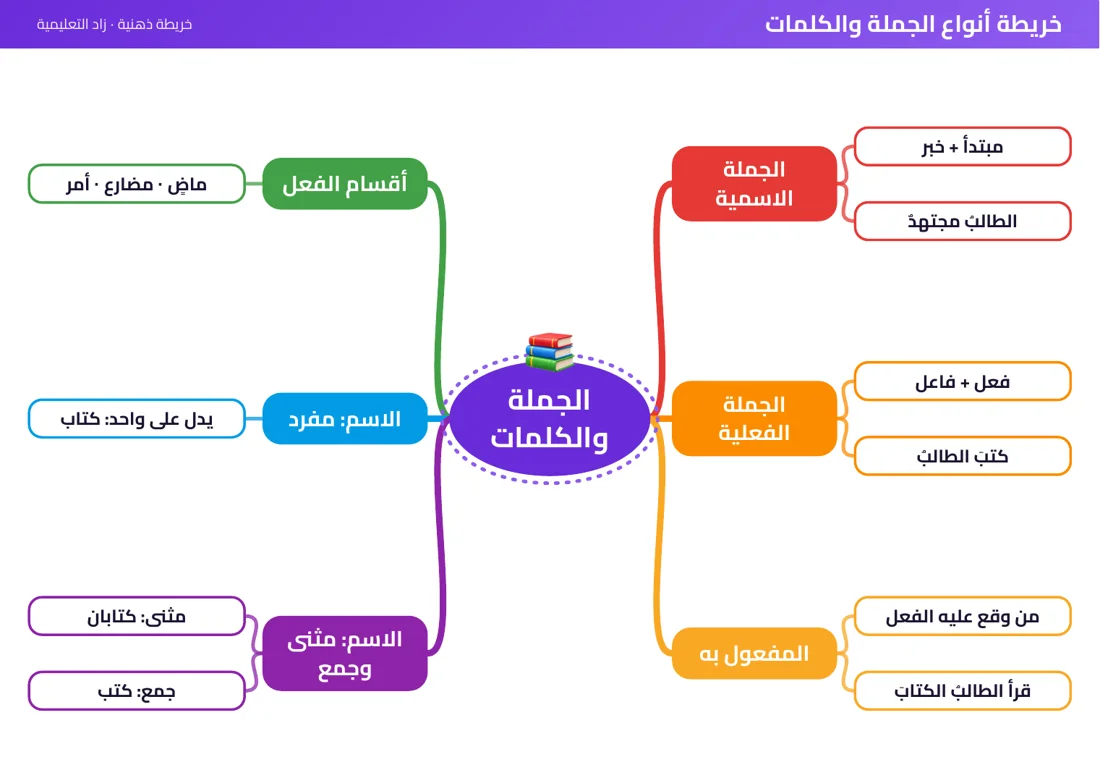 خريطة أنواع الجملة والكلمات
خريطة ذهنية · زاد التعليمية
الجملة
والكلمات
الجملة
الاسمية
مبتدأ + خبر
الطالبُ مجتهدٌ
الجملة
الفعلية
فعل + فاعل
كتبَ الطالبُ
المفعول به
من وقع عليه الفعل
قرأ الطالبُ الكتابَ
أقسام الفعل
ماضٍ · مضارع · أمر
الاسم: مفرد
يدل على واحد: كتاب
الاسم: مثنى
وجمع
مثنى: كتابان
جمع: كتب